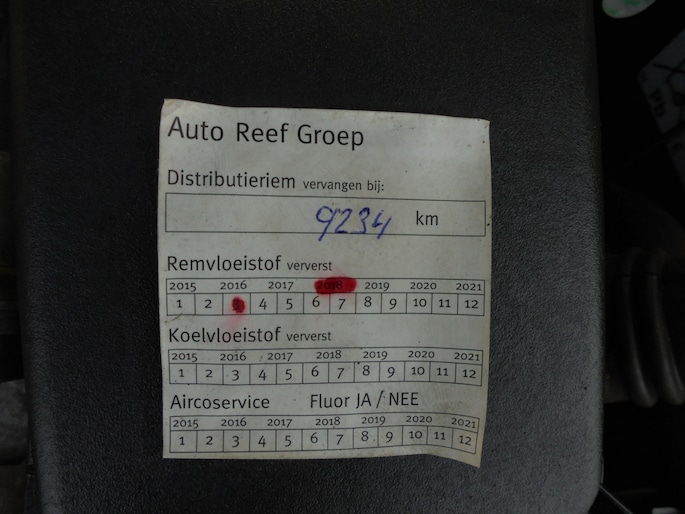 Auto Reef Groep
Distributieriem vervangen bij:
9234 km
Remvloeistof ververst
2015 2016 2017 2018 2019 2020 2021
1 2 3 4 5 6 7 8 9 10 11 12
Koelvloeistof ververst
2015 2016 2017 2018 2019 2020 2021
1 2 3 4 5 6 7 8 9 10 11 12
Aircoservice Fluor JA / NEE
2015 2016 2017 2018 2019 2020 2021
1 2 3 4 5 6 7 8 9 10 11 12